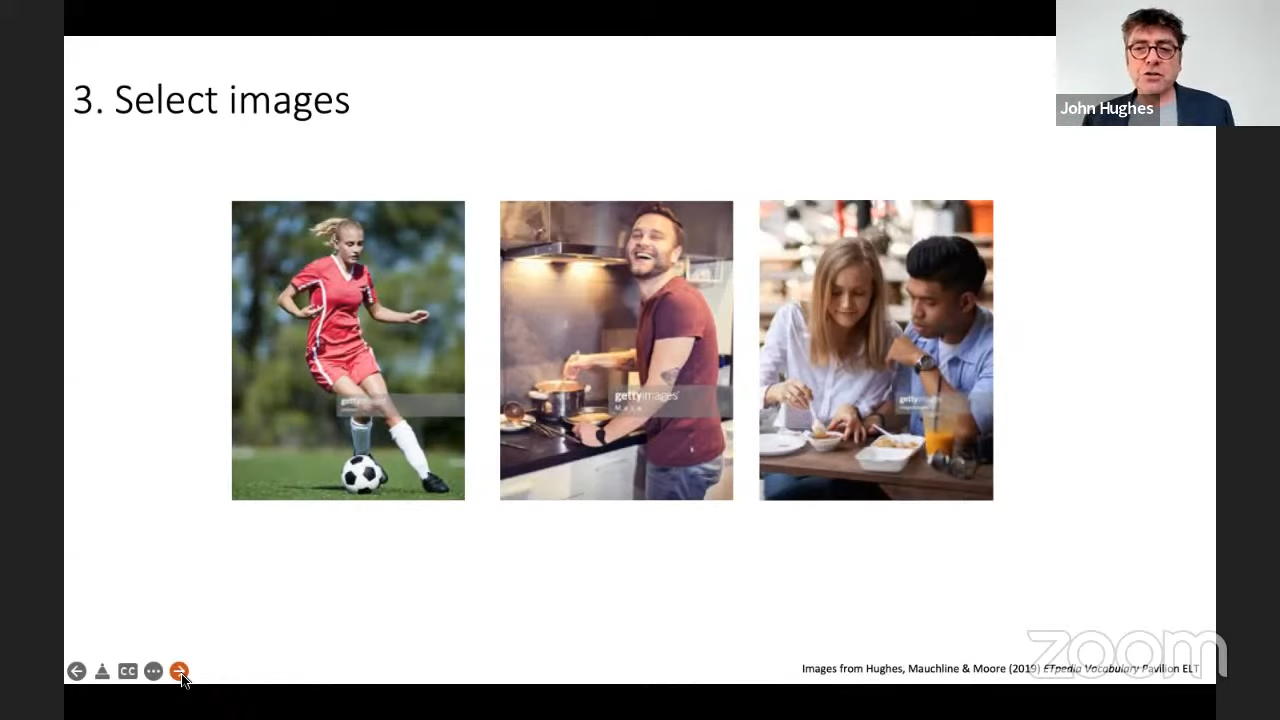 3. Select images
John Hughes
gettyimages
gettyimages
gettyimages
Images from Hughes, Mauchline & Moore (2019) ETpedia Vocabulary Pavilion ELT
zoom
CC